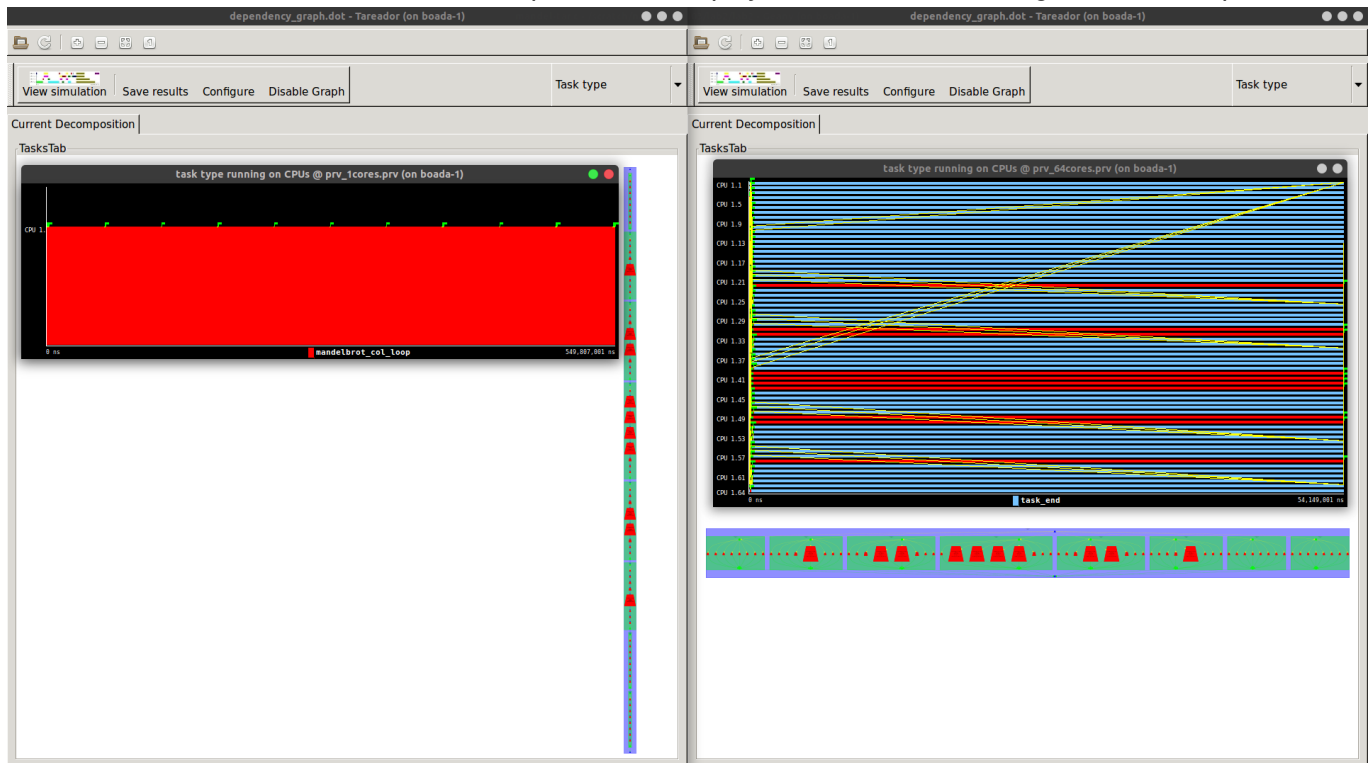 dependency_graph.dot - Tareador (on boada-1)
View simulation Save results Configure Disable Graph Task type
Current Decomposition
TasksTab
task type running on CPUs @ prv_1cores.prv (on boada-1)
CPU 1.
0 ns mandelbrot_col_loop 549,807,001 ns
dependency_graph.dot - Tareador (on boada-1)
View simulation Save results Configure Disable Graph Task type
Current Decomposition
TasksTab
task type running on CPUs @ prv_64cores.prv (on boada-1)
CPU 1.1
CPU 1.5
CPU 1.9
CPU 1.13
CPU 1.17
CPU 1.21
CPU 1.25
CPU 1.29
CPU 1.33
CPU 1.37
CPU 1.41
CPU 1.45
CPU 1.49
CPU 1.53
CPU 1.57
CPU 1.61
CPU 1.64
0 ns task_end 54,149,001 ns